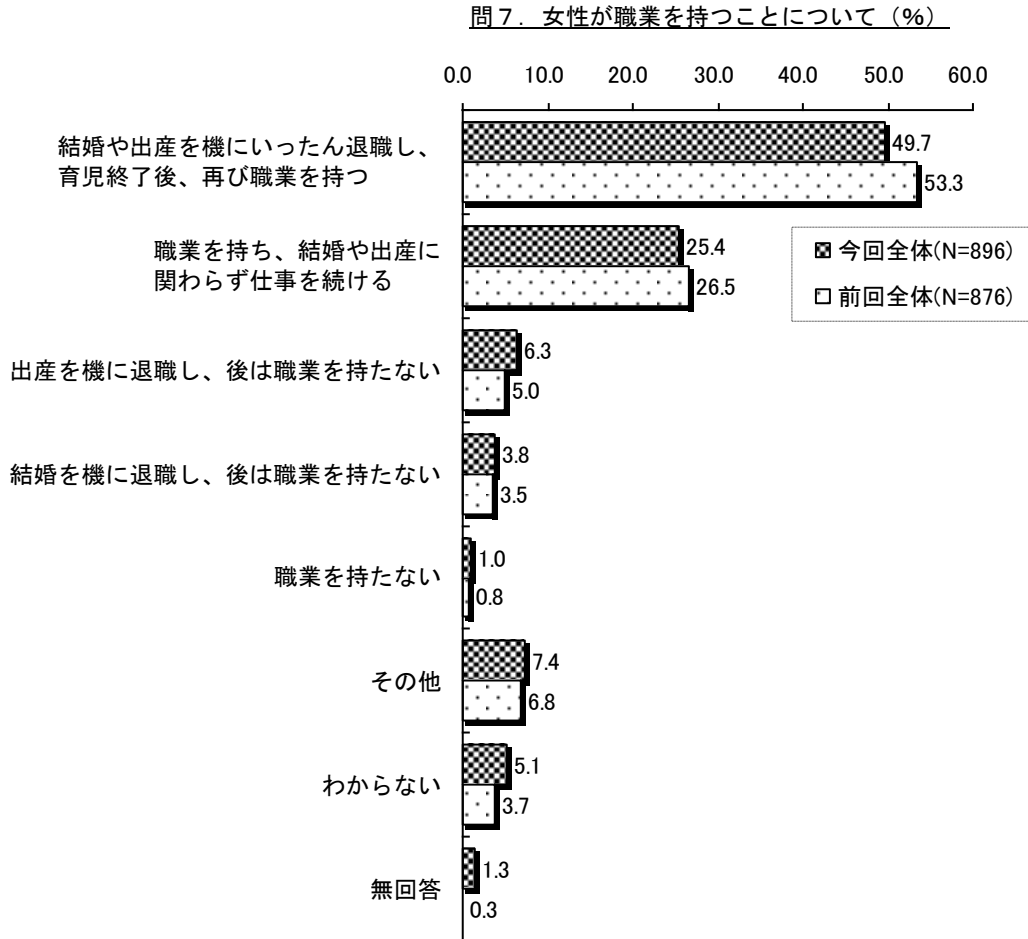 問７．女性が職業を持つことについて（%）
0.0 10.0 20.0 30.0 40.0 50.0 60.0
結婚や出産を機にいったん退職し、
育児終了後、再び職業を持つ
49.7
53.3
職業を持ち、結婚や出産に
関わらず仕事を続ける
25.4
26.5
今回全体(N=896)
前回全体(N=876)
出産を機に退職し、後は職業を持たない
6.3
5.0
結婚を機に退職し、後は職業を持たない
3.8
3.5
職業を持たない
1.0
0.8
その他
7.4
6.8
わからない
5.1
3.7
無回答
1.3
0.3